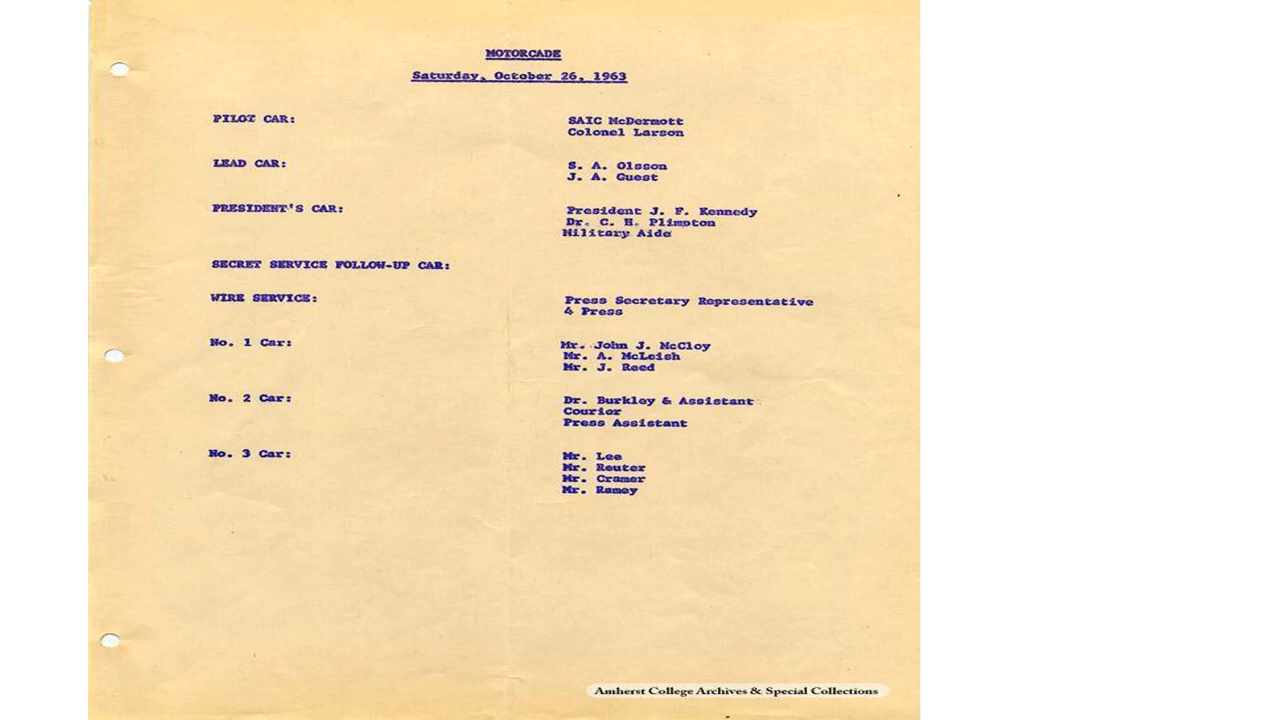 MOTORCADE
Saturday, October 26, 1963
PILOT CAR: SAIC McDermott
Colonel Larson
LEAD CAR: S. A. Olsson
J. A. Guest
PRESIDENT'S CAR: President J. F. Kennedy
Dr. C. H. Plimpton
Military Aide
SECRET SERVICE FOLLOW-UP CAR:
WIRE SERVICE: Press Secretary Representative
4 Press
No. 1 Car: Mr. John J. McCloy
Mr. A. McLeish
Mr. J. Reed
No. 2 Car: Dr. Burkley & Assistant
Courier
Press Assistant
No. 3 Car: Mr. Lee
Mr. Reuter
Mr. Cramer
Mr. Ramey
Amherst College Archives & Special Collections